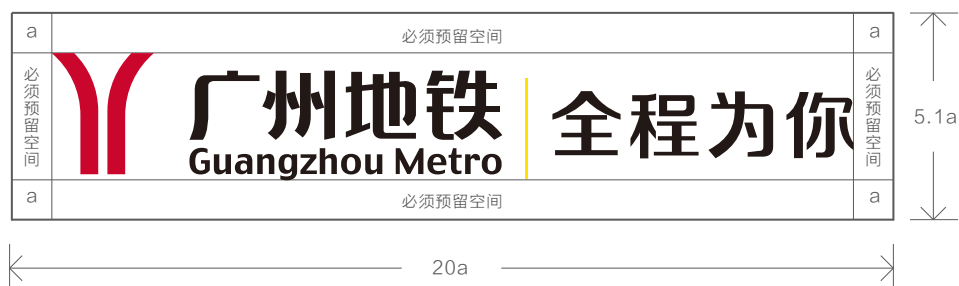 a 必须预留空间 a
必须预留空间
广州地铁
Guangzhou Metro
全程为你
必须预留空间
5.1a
a 必须预留空间 a
20a